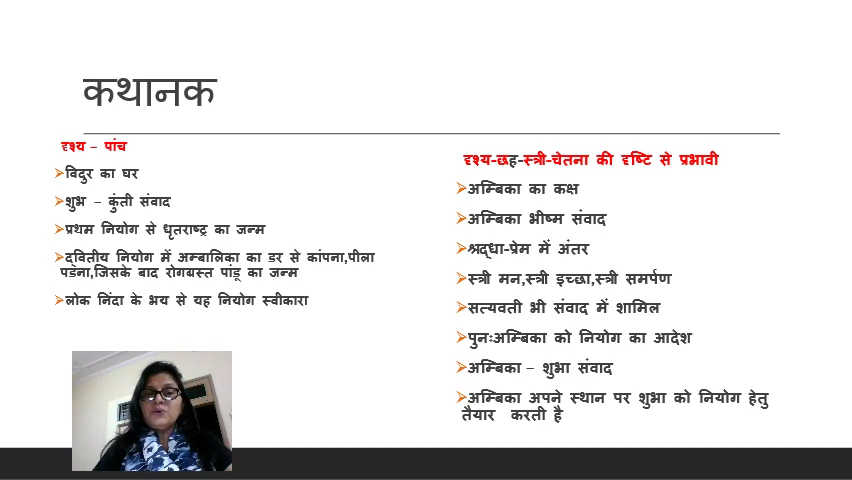 कथानक
दृश्य – पांच
➢विदुर का घर
➢शुभ – कुंती संवाद
➢प्रथम नियोग से धृतराष्ट्र का जन्म
➢द्वितीय नियोग में अम्बालिका का डर से कांपना,पीला
पडना,जिसके बाद रोगग्रस्त पांडू का जन्म
➢लोक निंदा के भय से यह नियोग स्वीकारा
दृश्य-छह-स्त्री-चेतना की दृष्टि से प्रभावी
➢अम्बिका का कक्ष
➢अम्बिका भीष्म संवाद
➢श्रद्धा-प्रेम में अंतर
➢स्त्री मन,स्त्री इच्छा,स्त्री समर्पण
➢सत्यवती भी संवाद में शामिल
➢पुनःअम्बिका को नियोग का आदेश
➢अम्बिका – शुभा संवाद
➢अम्बिका अपने स्थान पर शुभा को नियोग हेतु
तैयार करती है